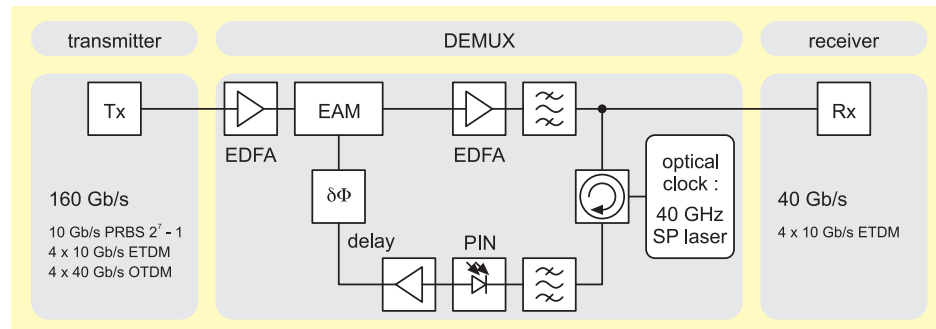 transmitter
DEMUX
receiver
Tx
EAM
Rx
EDFA
EDFA
optical
clock :
40 GHz
SP laser
δΦ
delay
PIN
160 Gb/s
10 Gb/s PRBS 2⁷ - 1
4 x 10 Gb/s ETDM
4 x 40 Gb/s OTDM
40 Gb/s
4 x 10 Gb/s ETDM